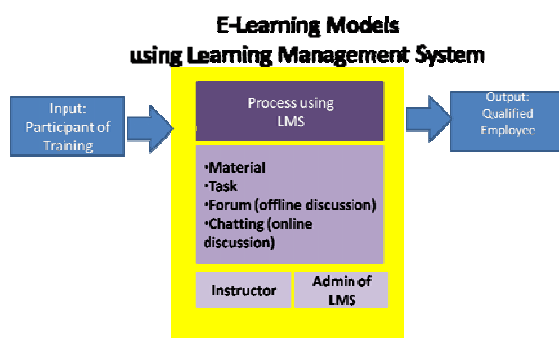 E-Learning Models
using Learning Management System
Input:
Participant of
Training
Process using
LMS
•Material
•Task
•Forum (offline discussion)
•Chatting (online
discussion)
Instructor
Admin of
LMS
Output:
Qualified
Employee